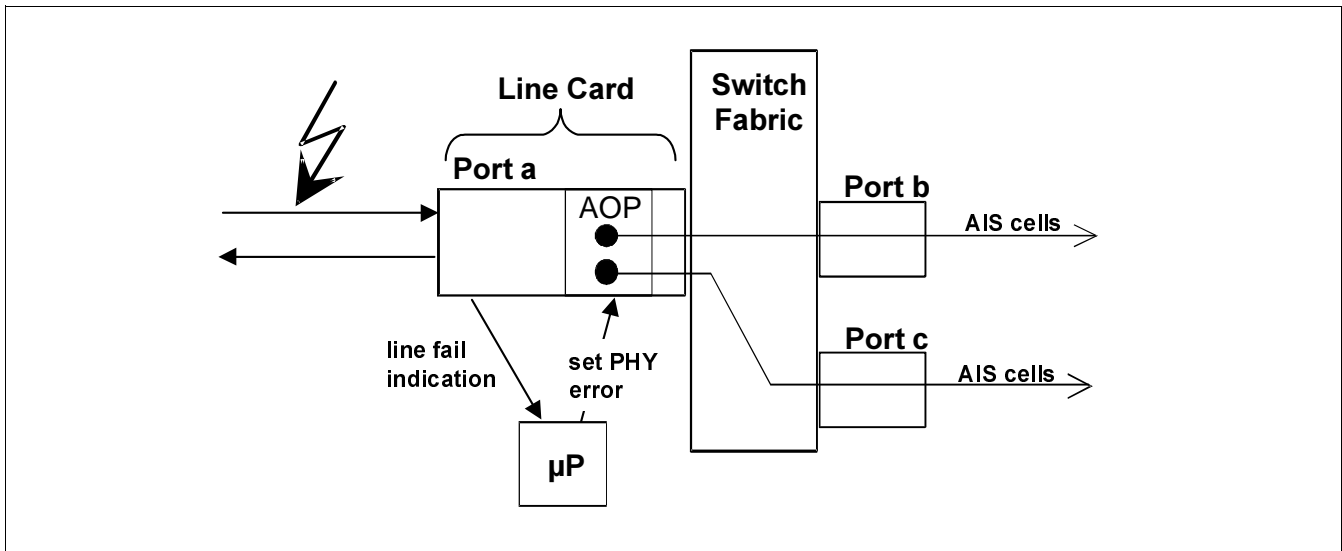 Line Card
Switch
Fabric
Port a
AOP
Port b
AIS cells
line fail
indication
set PHY
error
Port c
AIS cells
µP